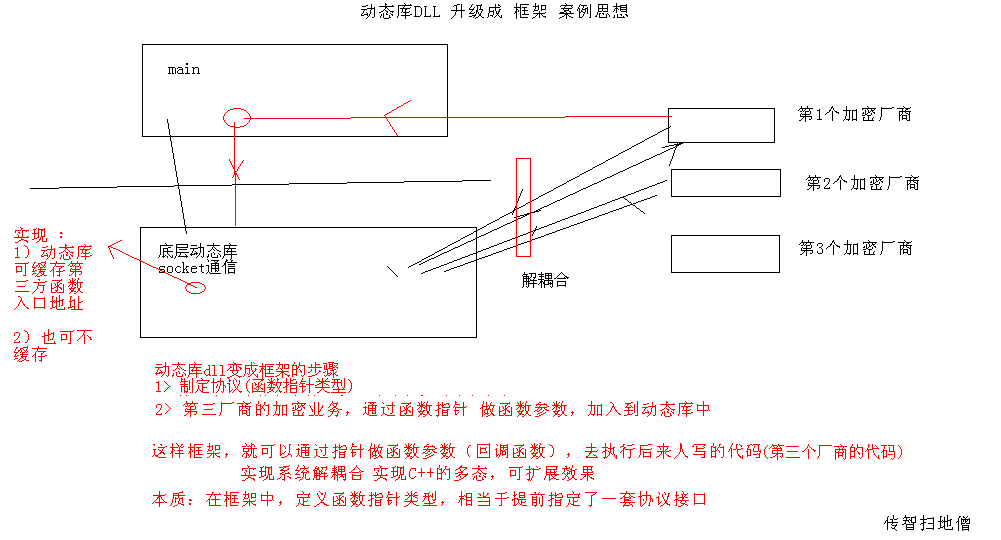 动态库DLL 升级成 框架 案例思想
main
第1个加密厂商
第2个加密厂商
第3个加密厂商
实现 ：
1）动态库
可缓存第
三方函数
入口地址
2）也可不
缓存
底层动态库
socket通信
解耦合
动态库dll变成框架的步骤
1> 制定协议(函数指针类型)
2> 第三厂商的加密业务，通过函数指针 做函数参数，加入到动态库中
这样框架，就可以通过指针做函数参数（回调函数），去执行后来人写的代码(第三个厂商的代码)
实现系统解耦合 实现C++的多态，可扩展效果
本质：在框架中，定义函数指针类型，相当于提前指定了一套协议接口
传智扫地僧